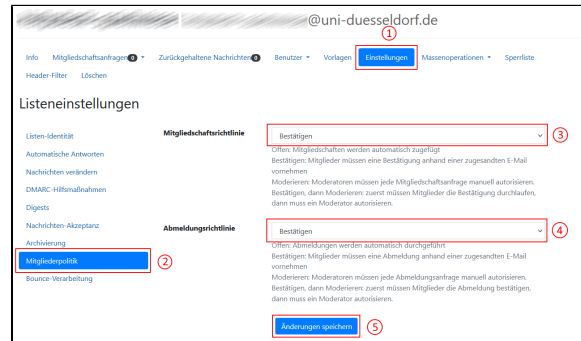 @uni-duesseldorf.de
①
Info Mitgliedschaftsanfragen 0 Zurückgehaltene Nachrichten 0 Benutzer Vorlagen Einstellungen Massenoperationen Sperrliste
Header-Filter Löschen
Listeneinstellungen
Listen-Identität
Automatische Antworten
Nachrichten verändern
DMARC-Hilfsmaßnahmen
Digests
Nachrichten-Akzeptanz
Archivierung
Mitgliederpolitik ②
Bounce-Verarbeitung
Mitgliedschaftsrichtlinie
Bestätigen ③
Offen: Mitgliedschaften werden automatisch zugefügt
Bestätigen: Mitglieder müssen eine Bestätigung anhand einer zugesandten E-Mail
vornehmen
Moderieren: Moderatoren müssen jede Mitgliedschaftsanfrage manuell autorisieren.
Bestätigen, dann Moderieren: zuerst müssen Mitglieder die Bestätigung durchlaufen,
dann muss ein Moderator autorisieren.
Abmeldungsrichtlinie
Bestätigen ④
Offen: Abmeldungen werden automatisch durchgeführt
Bestätigen: Mitglieder müssen eine Abmeldung anhand einer zugesandten E-Mail
vornehmen
Moderieren: Moderatoren müssen jede Abmeldungsanfrage manuell autorisieren.
Bestätigen, dann Moderieren: zuerst müssen Mitglieder die Abmeldung bestätigen,
dann muss ein Moderator autorisieren.
Änderungen speichern ⑤